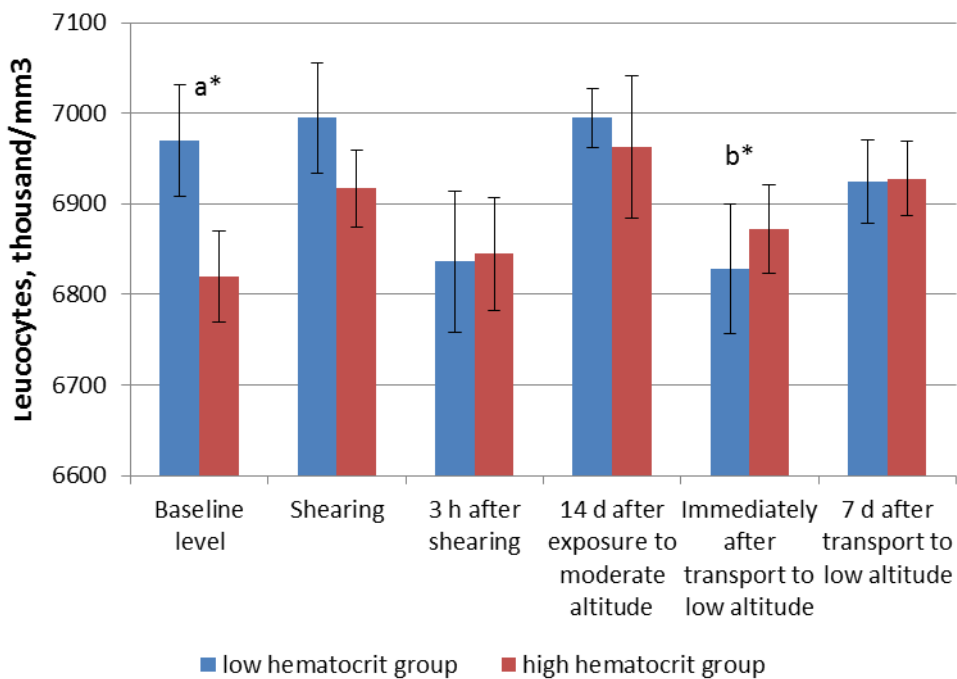 Leucocytes, thousand/mm3
7100
7000
6900
6800
6700
6600
a*
b*
Baseline
level
Shearing
3 h after
shearing
14 d after
exposure to
moderate
altitude
Immediately
after
transport to
low altitude
7 d after
transport to
low altitude
low hematocrit group
high hematocrit group